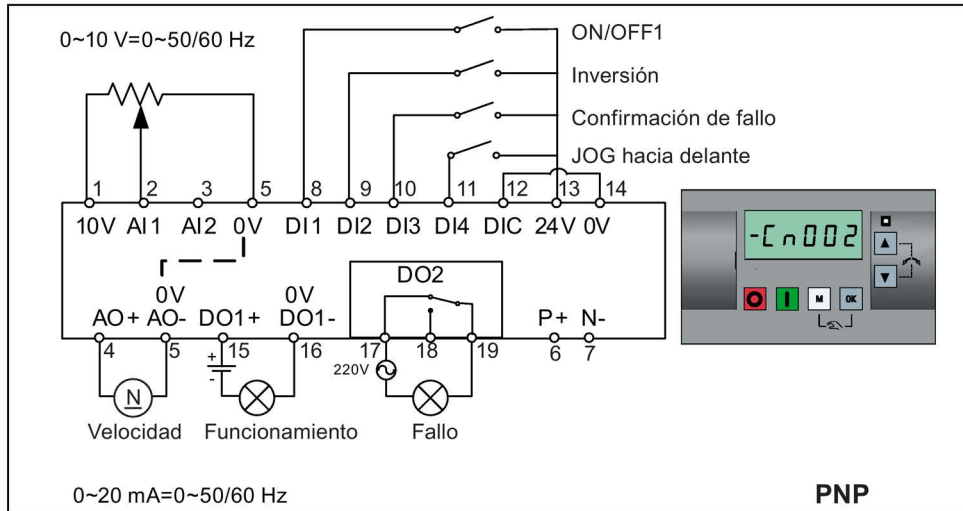 0~10 V=0~50/60 Hz
ON/OFF1
Inversión
Confirmación de fallo
JOG hacia delante
1 2 3 5 8 9 10 11 12 13 14
10V AI1 AI2 0V DI1 DI2 DI3 DI4 DIC 24V 0V
-Cn002
M OK
DO2
0V 0V
AO+ AO- DO1+ DO1- P+ N-
4 5 15 16 17 18 19 6 7
+
-
220V
N
Velocidad Funcionamiento Fallo
0~20 mA=0~50/60 Hz
PNP